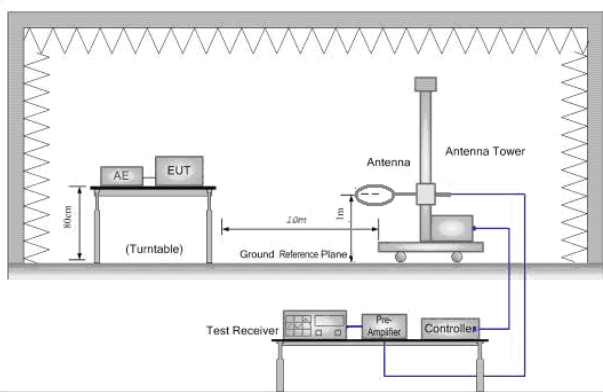 Antenna Tower
Antenna
AE
EUT
80cm
1m
10m
(Turntable)
Ground Reference Plane
Test Receiver
Pre-
Amplifier
Controller